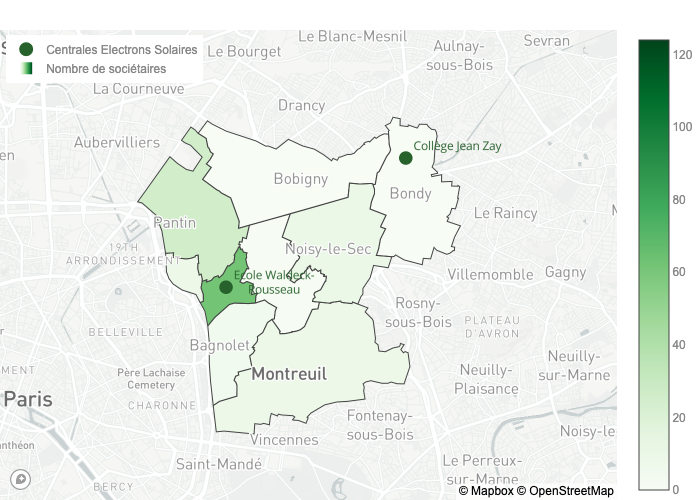 Centrales Electrons Solaires
Nombre de sociétaires
Le Blanc-Mesnil
Sevran
Le Bourget
Aulnay-
sous-Bois
La Courneuve
Drancy
Aubervilliers
Collège Jean Zay
en
Bobigny
Bondy
Pantin
Le Raincy
19TH
ARRONDISSEMENT
Noisy-le-Sec
Ecole Waldeck-
Rousseau
Villemomble
Gagny
Rosny-
sous-Bois
PLATEAU
D'AVRON
BELLEVILLE
Bagnolet
Neuilly-
sur-Marne
MENT
Père Lachaise
Cemetery
Montreuil
Neuilly-
Plaisance
Paris
CHARONNE
Fontenay-
sous-Bois
Noisy-le-
Vincennes
nthéon
Saint-Mandé
Le Perreux-
sur-Marne
BERCY
© Mapbox © OpenStreetMap
120
100
80
60
40
20
0